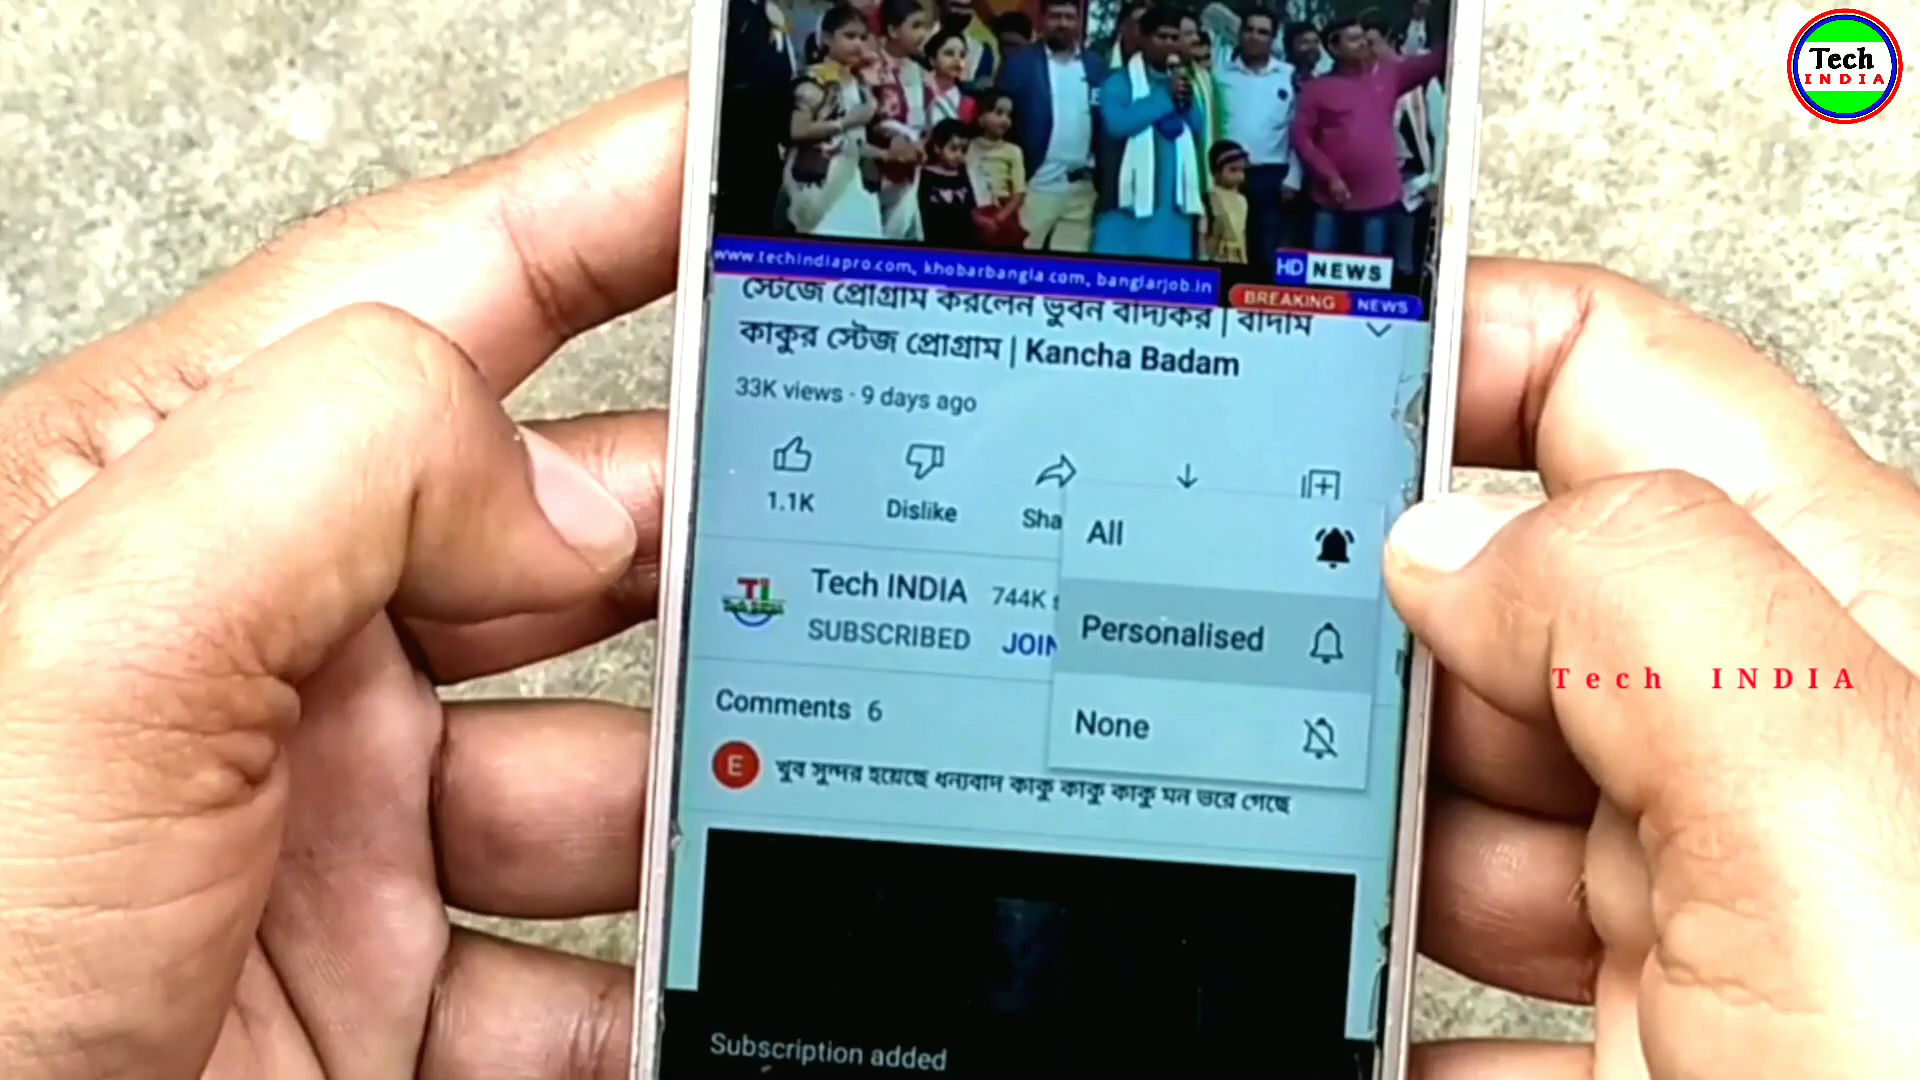 Tech
INDIA
www.techindiapro.com, khobarbangla.com, banglarjob.in
HD NEWS
BREAKING NEWS
স্টেজে প্রোগ্রাম করলেন ভুবন বাদ্যকর | বাদাম
কাকুর স্টেজ প্রোগ্রাম | Kancha Badam
33K views · 9 days ago
1.1K
Dislike
Sha
All
Tech INDIA 744K
SUBSCRIBED JOIN
Personalised
Tech INDIA
None
Comments 6
E
খুব সুন্দর হয়েছে ধন্যবাদ কাকু কাকু কাকু মন ভরে গেছে
Subscription added